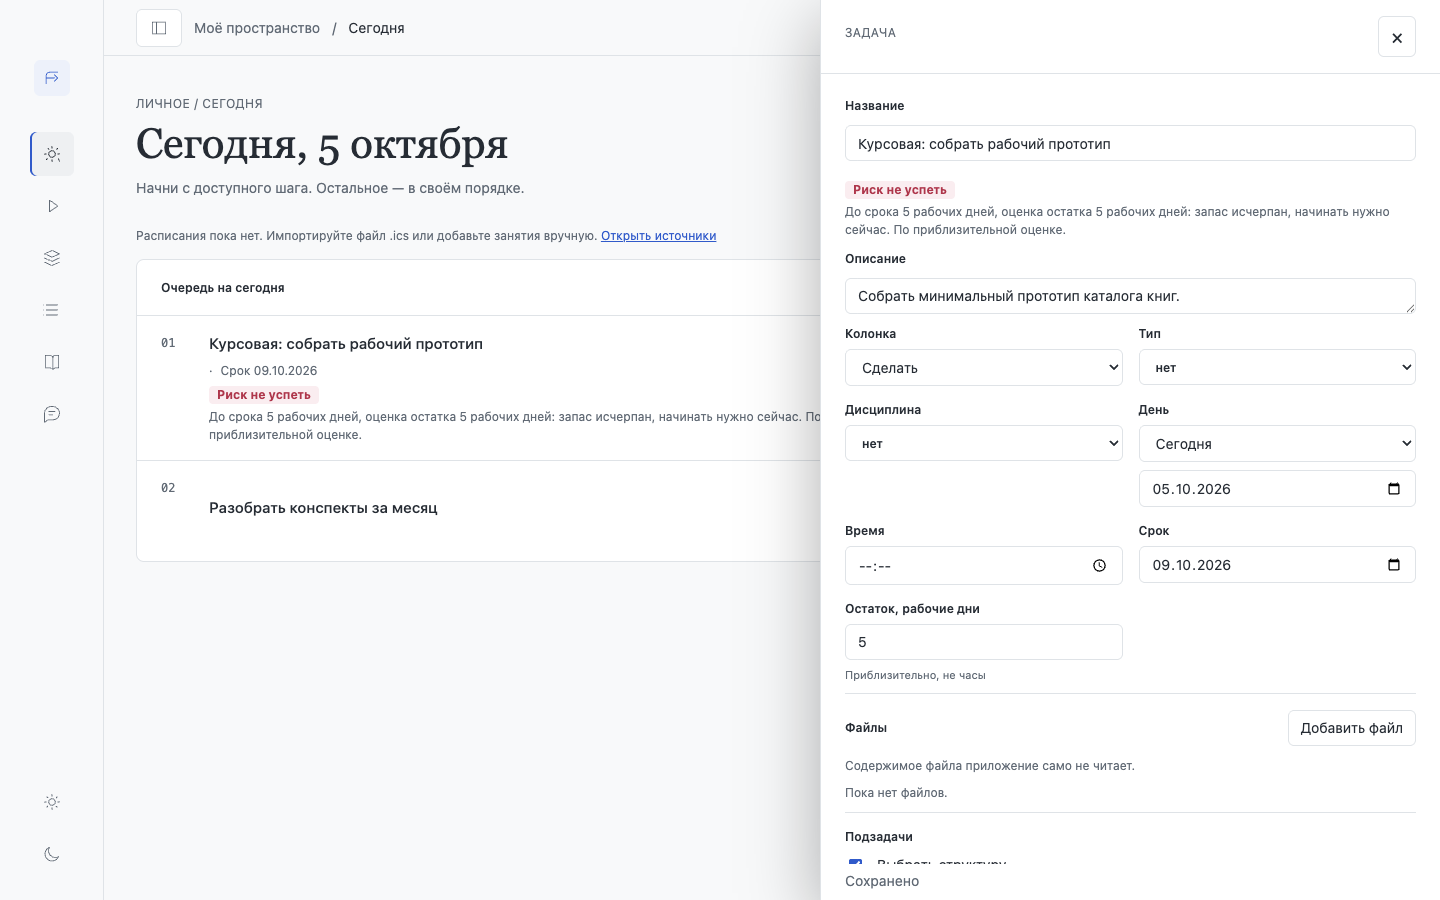 Моё пространство / Сегодня
ЛИЧНОЕ / СЕГОДНЯ
Сегодня, 5 октября
Начни с доступного шага. Остальное — в своём порядке.
Расписания пока нет. Импортируйте файл .ics или добавьте занятия вручную. Открыть источники
Очередь на сегодня
01
Курсовая: собрать рабочий прототип
· Срок 09.10.2026
Риск не успеть
До срока 5 рабочих дней, оценка остатка 5 рабочих дней: запас исчерпан, начинать нужно сейчас. По
приблизительной оценке.
02
Разобрать конспекты за месяц
ЗАДАЧА
Название
Курсовая: собрать рабочий прототип
Риск не успеть
До срока 5 рабочих дней, оценка остатка 5 рабочих дней: запас исчерпан, начинать нужно
сейчас. По приблизительной оценке.
Описание
Собрать минимальный прототип каталога книг.
Колонка
Сделать
Тип
нет
Дисциплина
нет
День
Сегодня
05.10.2026
Время
--:--
Срок
09.10.2026
Остаток, рабочие дни
5
Приблизительно, не часы
Файлы
Добавить файл
Содержимое файла приложение само не читает.
Пока нет файлов.
Подзадачи
Выбрать структуру
Сохранено